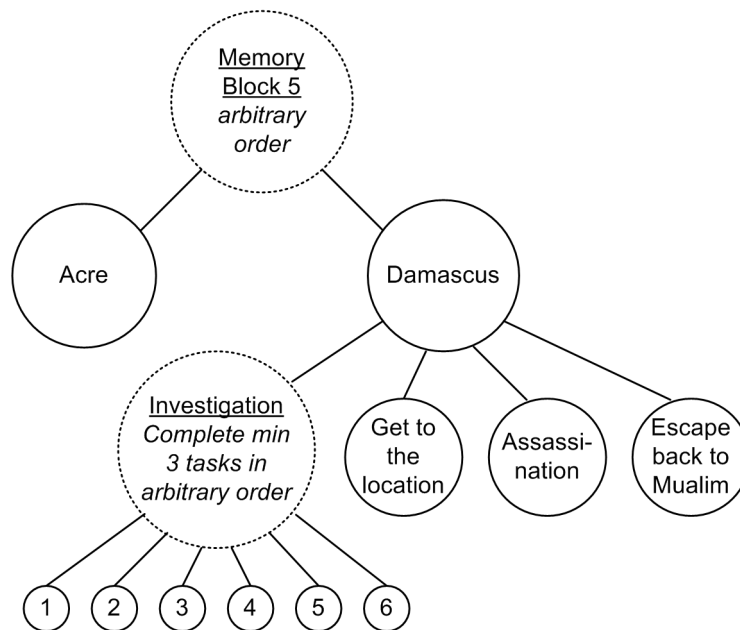 Memory
Block 5
arbitrary
order
Acre
Damascus
Investigation
Complete min
3 tasks in
arbitrary order
Get to
the
location
Assassi-
nation
Escape
back to
Mualim
1
2
3
4
5
6